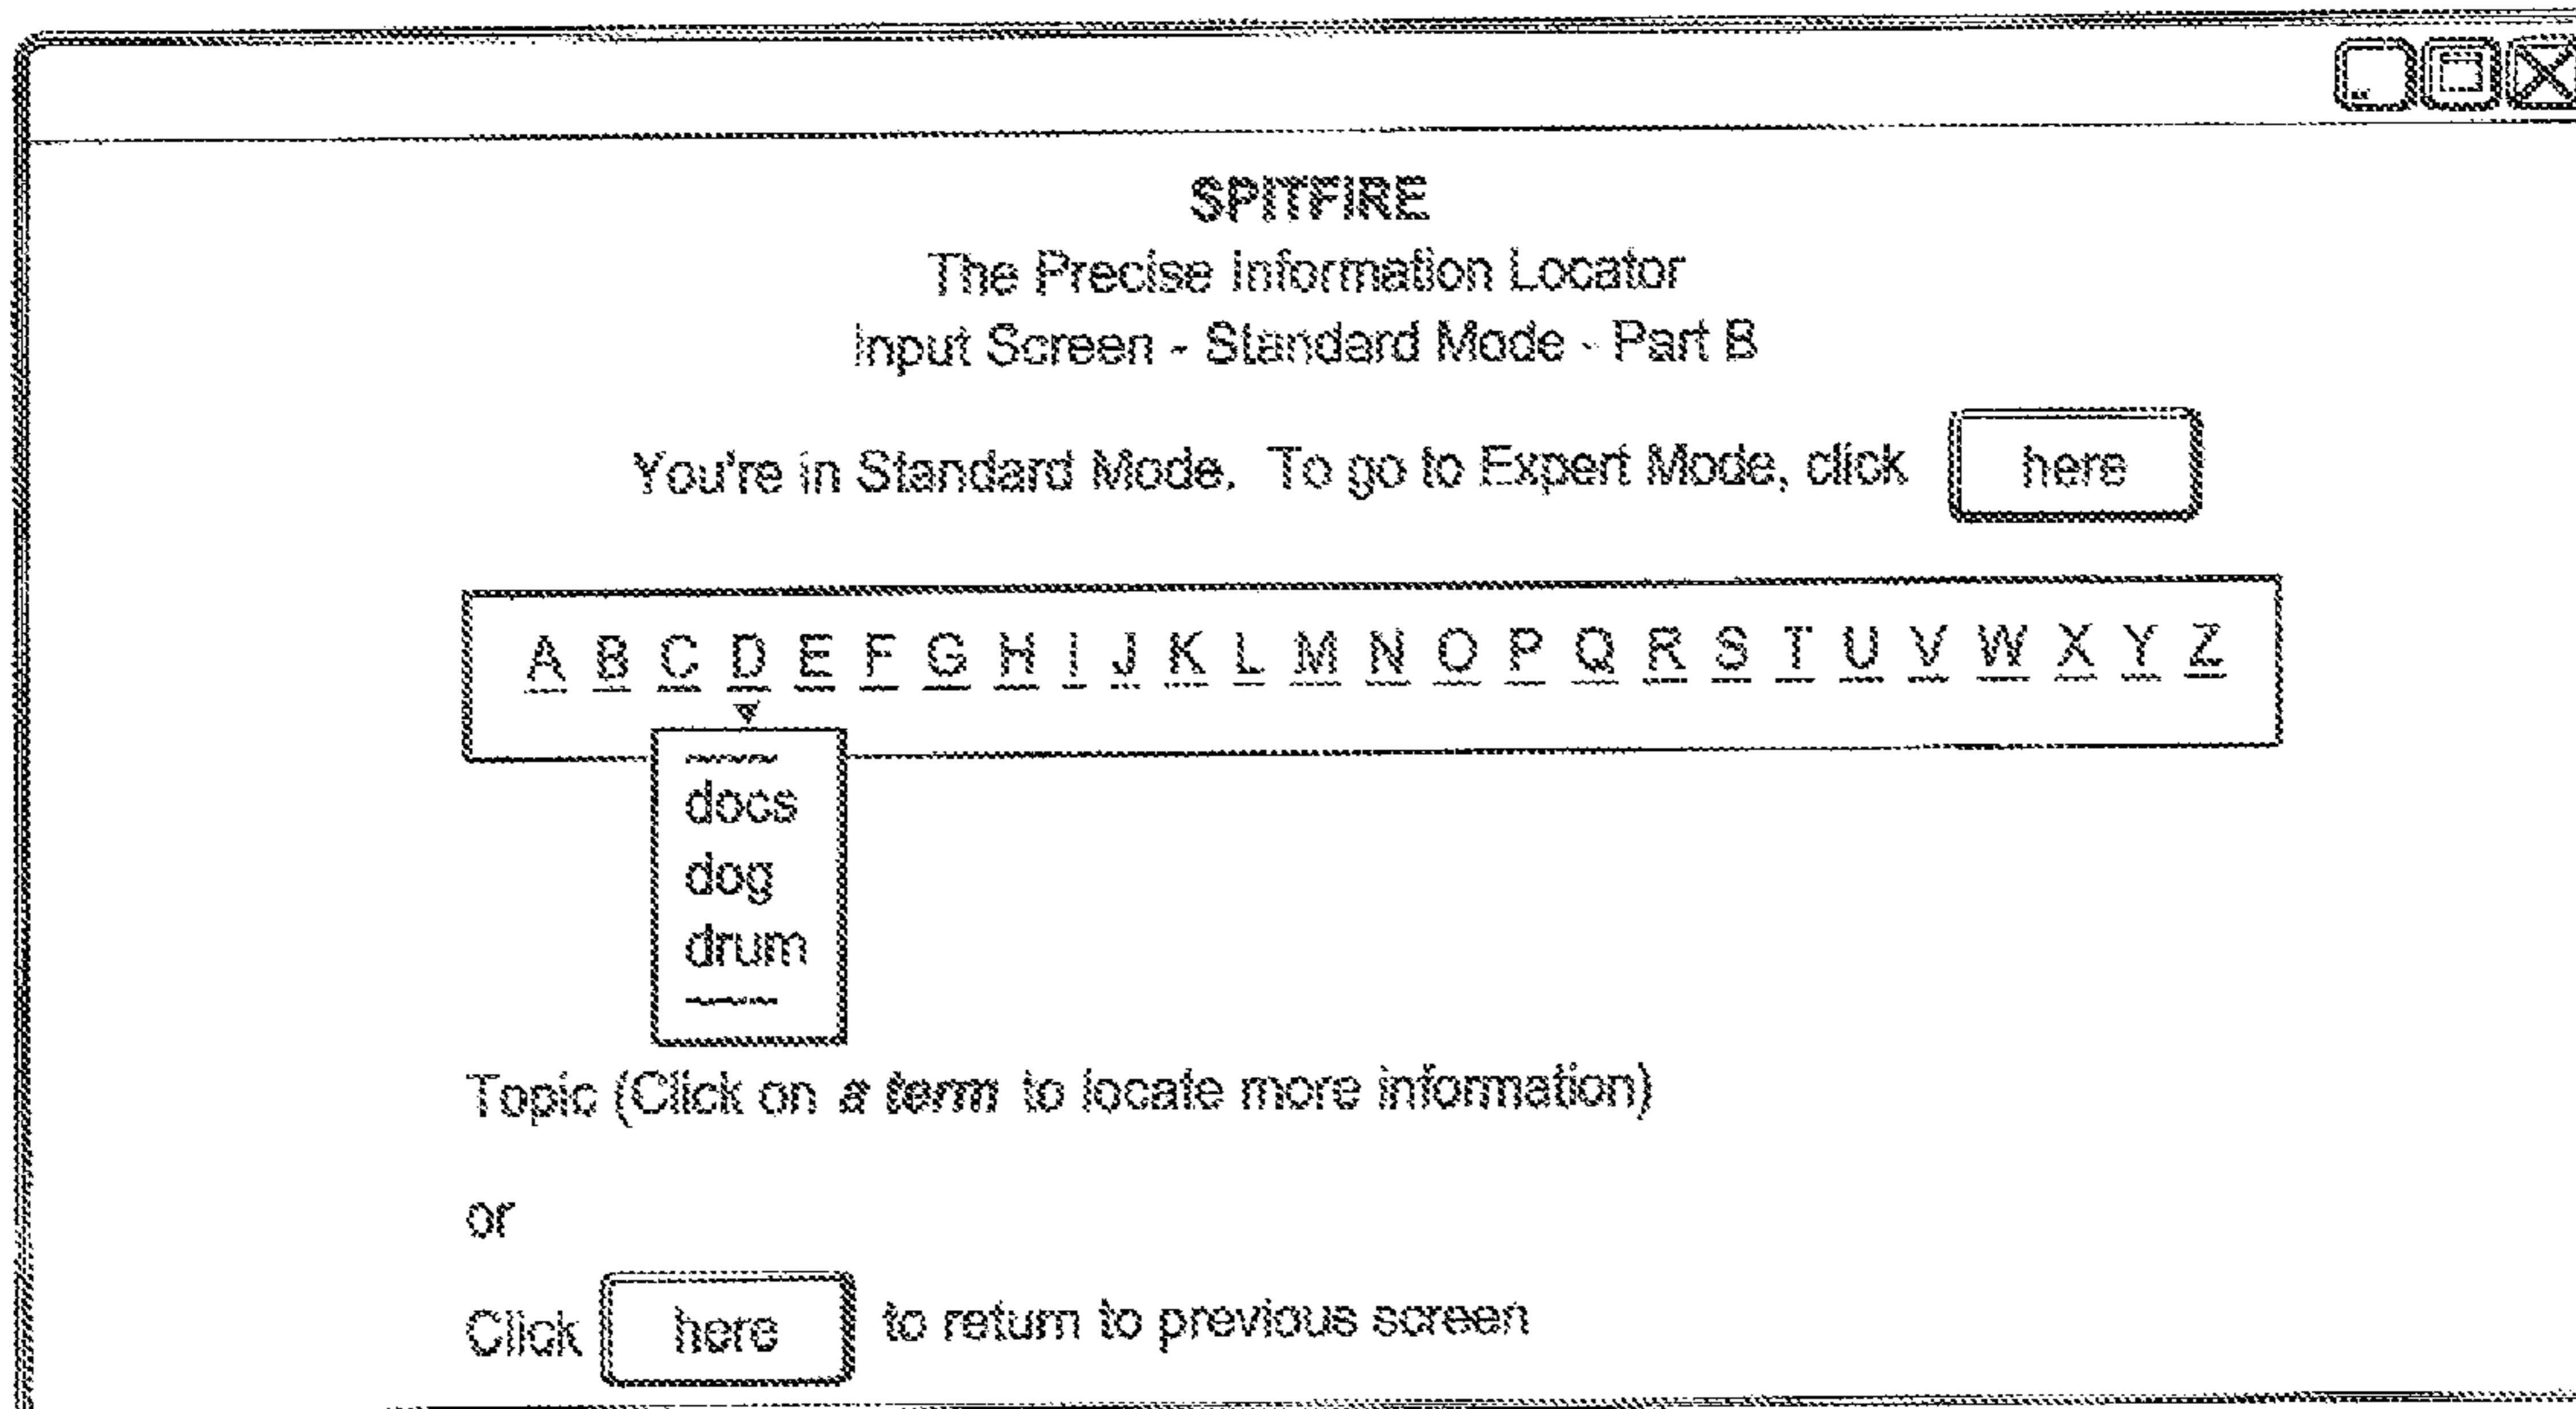 SPITFIRE
The Precise Information Locator
Input Screen - Standard Mode - Part B
You're in Standard Mode. To go to Expert Mode, click here
A B C D E F G H I J K L M N O P Q R S T U V W X Y Z
docs
dog
drum
Topic (Click on a term to locate more information)
or
Click here to return to previous screen